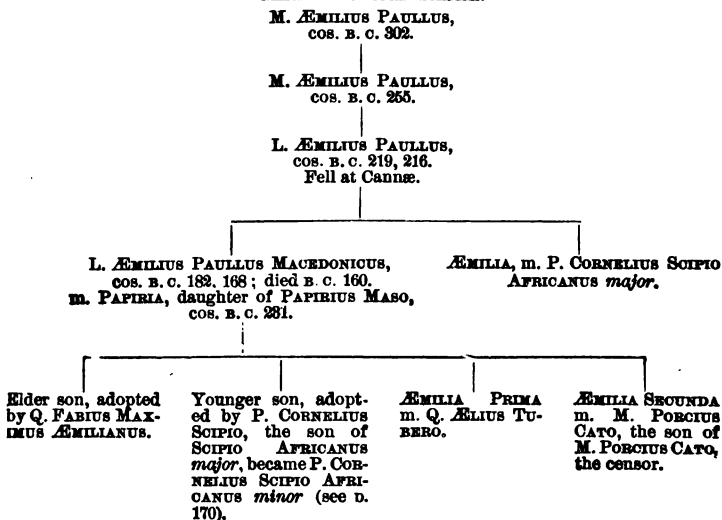 M. ÆMILIUS PAULLUS,
COS. B. C. 302.
M. ÆMILIUS PAULLUS,
COS. B. C. 255.
L. ÆMILIUS PAULLUS,
COS. B. C. 219, 216.
Fell at Cannæ.
L. ÆMILIUS PAULLUS MACEDONICUS,
COS. B. C. 182, 168; died B. C. 160.
m. PAPIRIA, daughter of PAPIRIUS MASO,
COS. B. C. 231.
ÆMILIA, m. P. CORNELIUS SCIPIO
AFRICANUS major.
Elder son, adopted
by Q. FABIUS MAX-
IMUS ÆMILIANUS.
Younger son, adopt-
ed by P. CORNELIUS
SCIPIO, the son of
SCIPIO AFRICANUS
major, became P. COR-
NELIUS SCIPIO AFRI-
CANUS minor (see p.
170).
ÆMILIA PRIMA
m. Q. ÆLIUS TU-
BERO.
ÆMILIA SECUNDA
m. M. PORCIUS
CATO, the son of
M. PORCIUS CATO,
the censor.